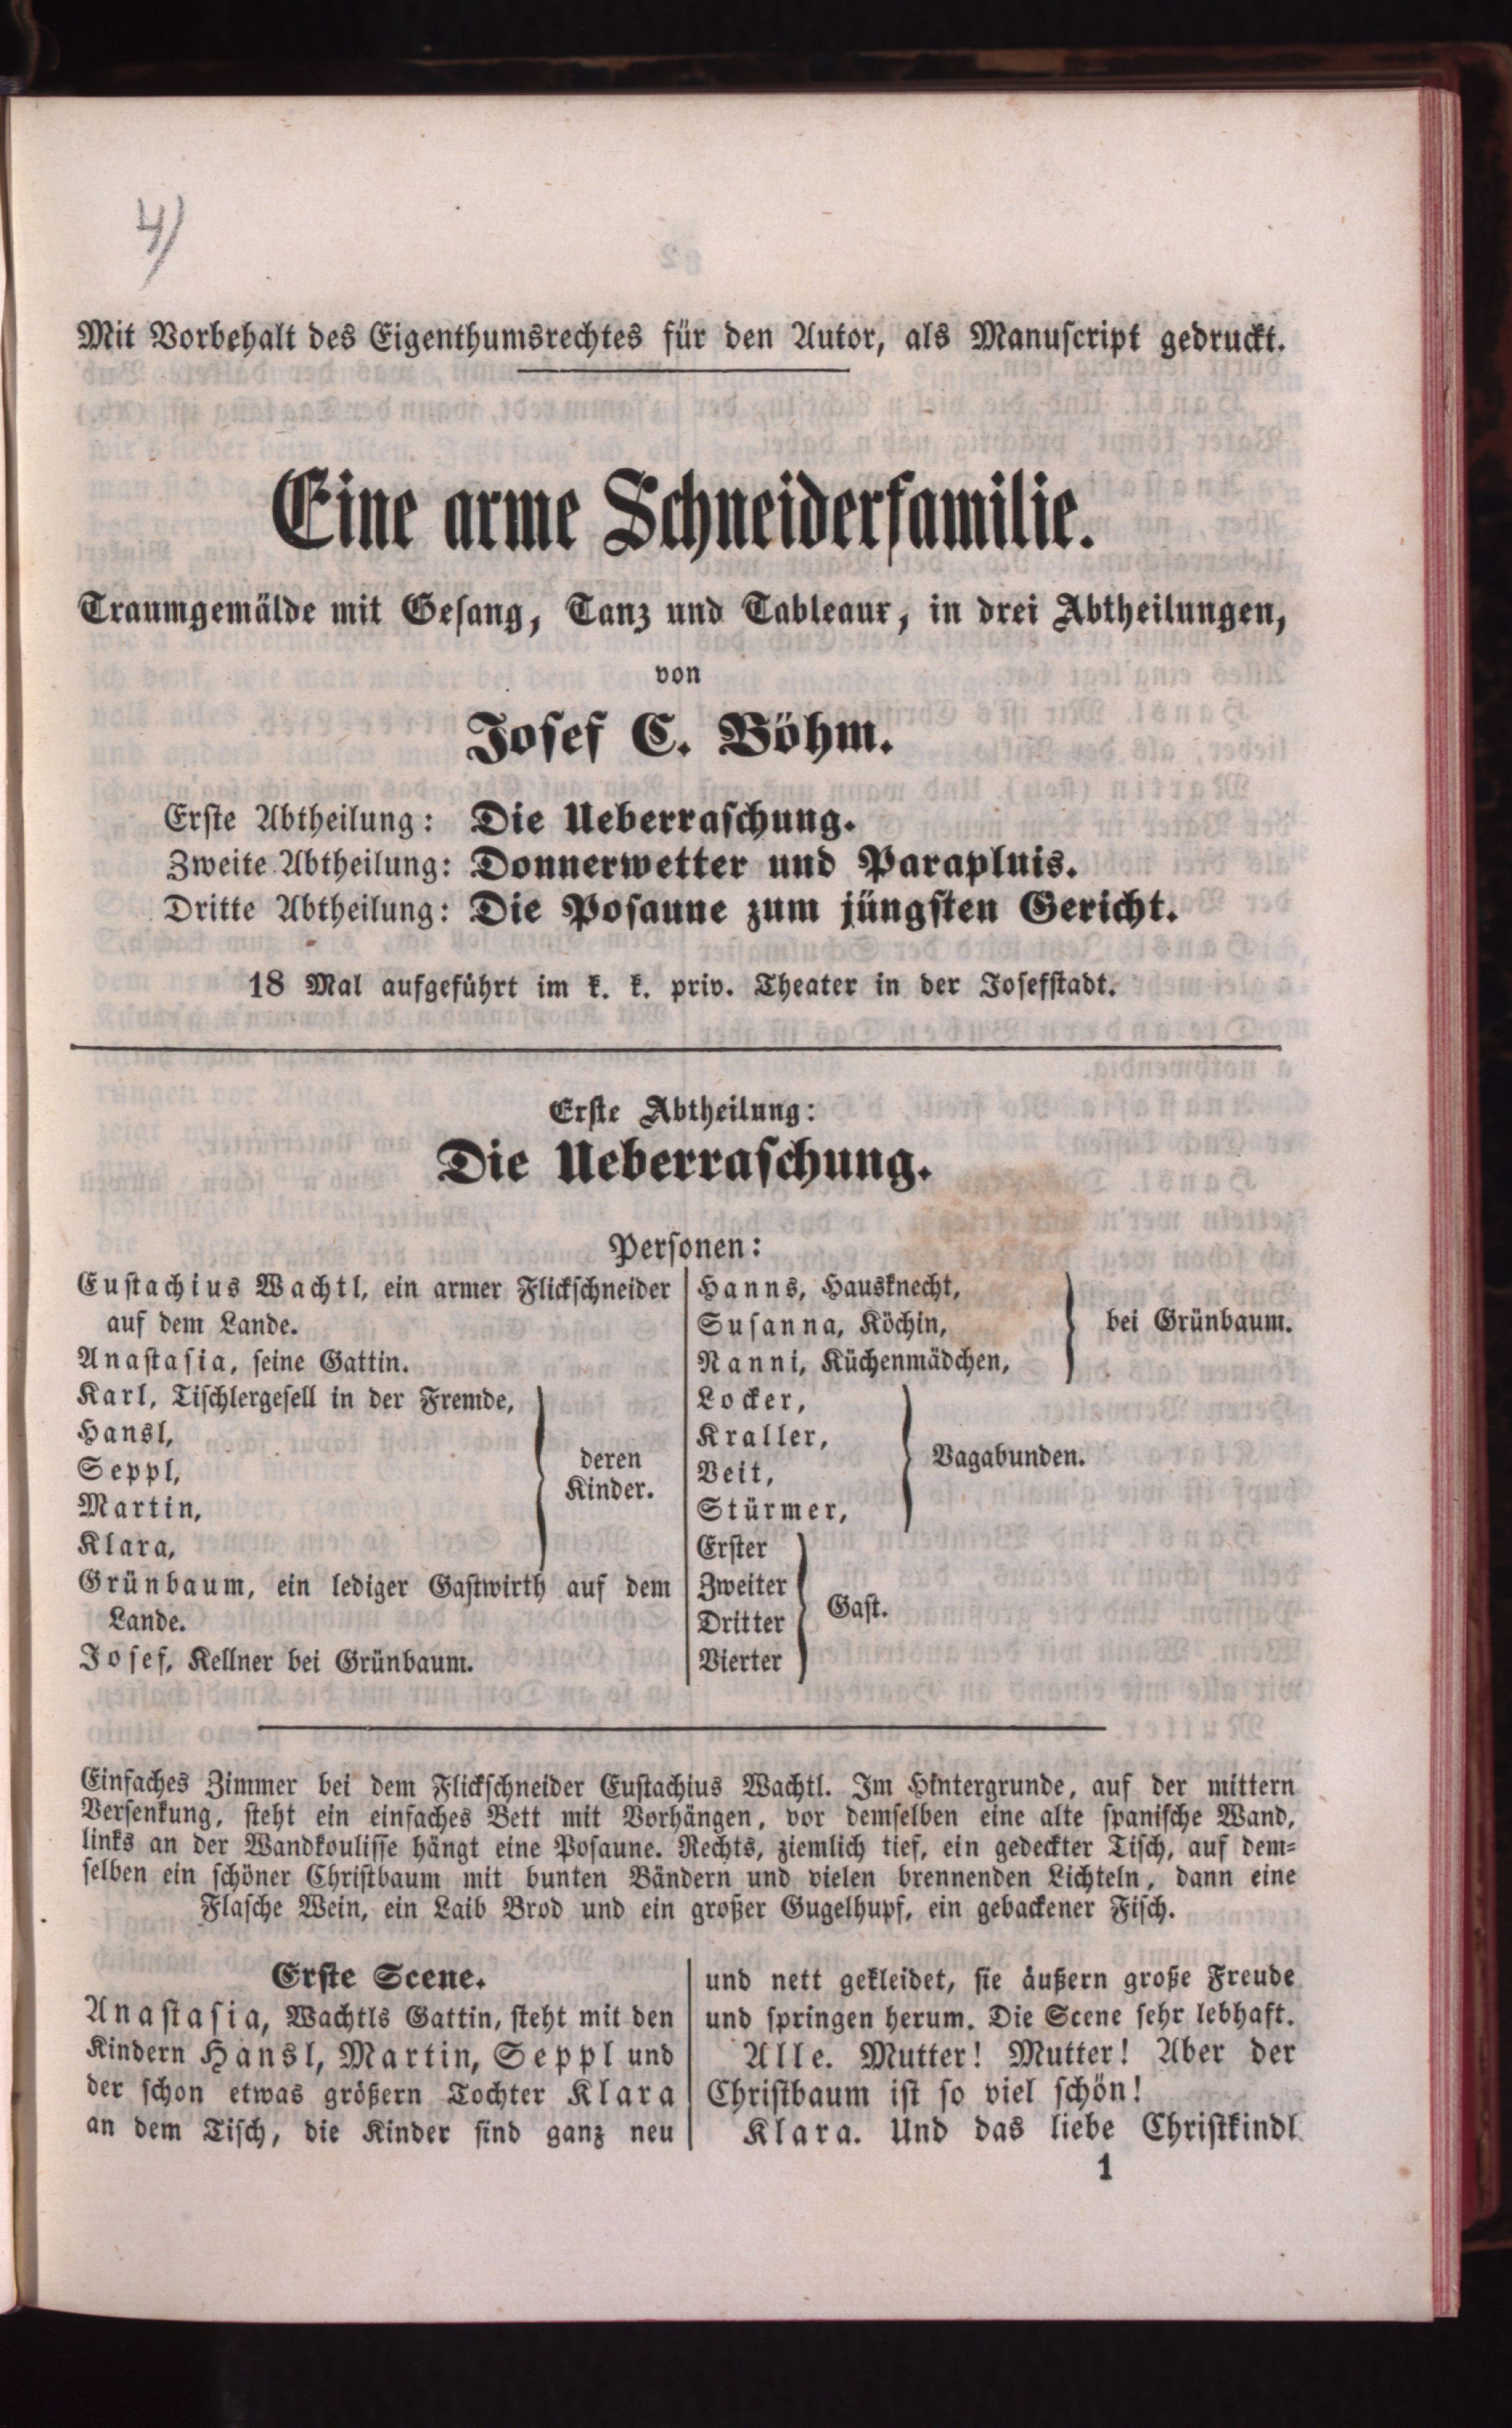 4)
Mit Vorbehalt des Eigenthumsrechtes für den Autor, als Manuscript gedruckt.
Eine arme Schneiderfamilie.
Traumgemälde mit Gesang, Tanz und Tableaux, in drei Abtheilungen,
von
Josef C. Böhm.
Erste Abtheilung: Die Ueberraschung.
Zweite Abtheilung: Donnerwetter und Parapluis.
Dritte Abtheilung: Die Posaune zum jüngsten Gericht.
18 Mal aufgeführt im k. k. priv. Theater in der Josefstadt.
Erste Abtheilung:
Die Ueberraschung.
Personen:
Eustachius Wachtl, ein armer Flickschneider
auf dem Lande.
Anastasia, seine Gattin.
Karl, Tischlergesell in der Fremde,
Hansl,
Seppl,
Martin,
Klara,
deren
Kinder.
Grünbaum, ein lediger Gastwirth auf dem
Lande.
Josef, Kellner bei Grünbaum.
Hanns, Hausknecht,
Susanna, Köchin,
Nanni, Küchenmädchen,
bei Grünbaum.
Locker,
Kraller,
Veit,
Stürmer,
Vagabunden.
Erster
Zweiter
Dritter
Vierter
Gast.
Einfaches Zimmer bei dem Flickschneider Eustachius Wachtl. Im Hintergrunde, auf der mittern
Versenkung, steht ein einfaches Bett mit Vorhängen, vor demselben eine alte spanische Wand,
links an der Wandkoulisse hängt eine Posaune. Rechts, ziemlich tief, ein gedeckter Tisch, auf dem-
selben ein schöner Christbaum mit bunten Bändern und vielen brennenden Lichteln, dann eine
Flasche Wein, ein Laib Brod und ein großer Gugelhupf, ein gebackener Fisch.
Erste Scene.
Anastasia, Wachtls Gattin, steht mit den
Kindern Hansl, Martin, Seppl und
der schon etwas größern Tochter Klara
an dem Tisch, die Kinder sind ganz neu
und nett gekleidet, sie äußern große Freude
und springen herum. Die Scene sehr lebhaft.
Alle. Mutter! Mutter! Aber der
Christbaum ist so viel schön!
Klara. Und das liebe Christkindl
1